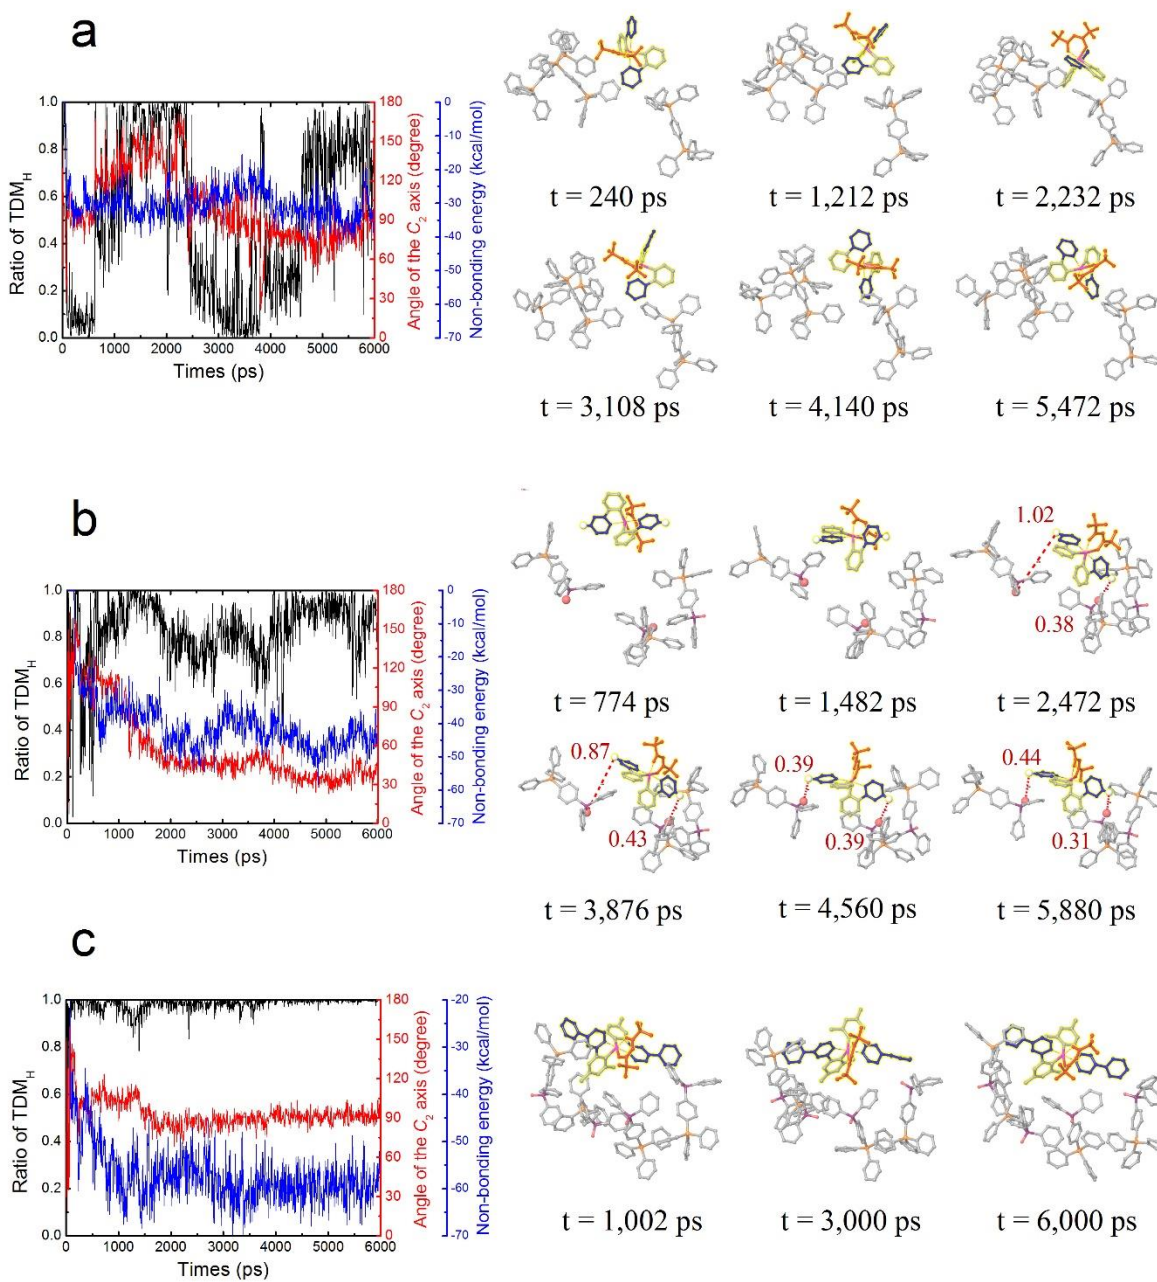 a
1.0
0.8
0.6
0.4
0.2
0.0
Ratio of TDM_H
0 1000 2000 3000 4000 5000 6000
Times (ps)
180
150
120
90
60
30
0
Angle of the C₂ axis (degree)
0
-10
-20
-30
-40
-50
-60
-70
Non-bonding energy (kcal/mol)
t = 240 ps
t = 1,212 ps
t = 2,232 ps
t = 3,108 ps
t = 4,140 ps
t = 5,472 ps
b
1.0
0.8
0.6
0.4
0.2
0.0
Ratio of TDM_H
0 1000 2000 3000 4000 5000 6000
Times (ps)
180
150
120
90
60
30
0
Angle of the C₂ axis (degree)
0
-10
-20
-30
-40
-50
-60
-70
Non-bonding energy (kcal/mol)
1.02
0.38
t = 774 ps
t = 1,482 ps
t = 2,472 ps
0.87
0.43
0.39
0.39
0.44
0.31
t = 3,876 ps
t = 4,560 ps
t = 5,880 ps
c
1.0
0.8
0.6
0.4
0.2
0.0
Ratio of TDM_H
0 1000 2000 3000 4000 5000 6000
Times (ps)
180
150
120
90
60
30
0
Angle of the C₂ axis (degree)
-20
-30
-40
-50
-60
-70
Non-bonding energy (kcal/mol)
t = 1,002 ps
t = 3,000 ps
t = 6,000 ps